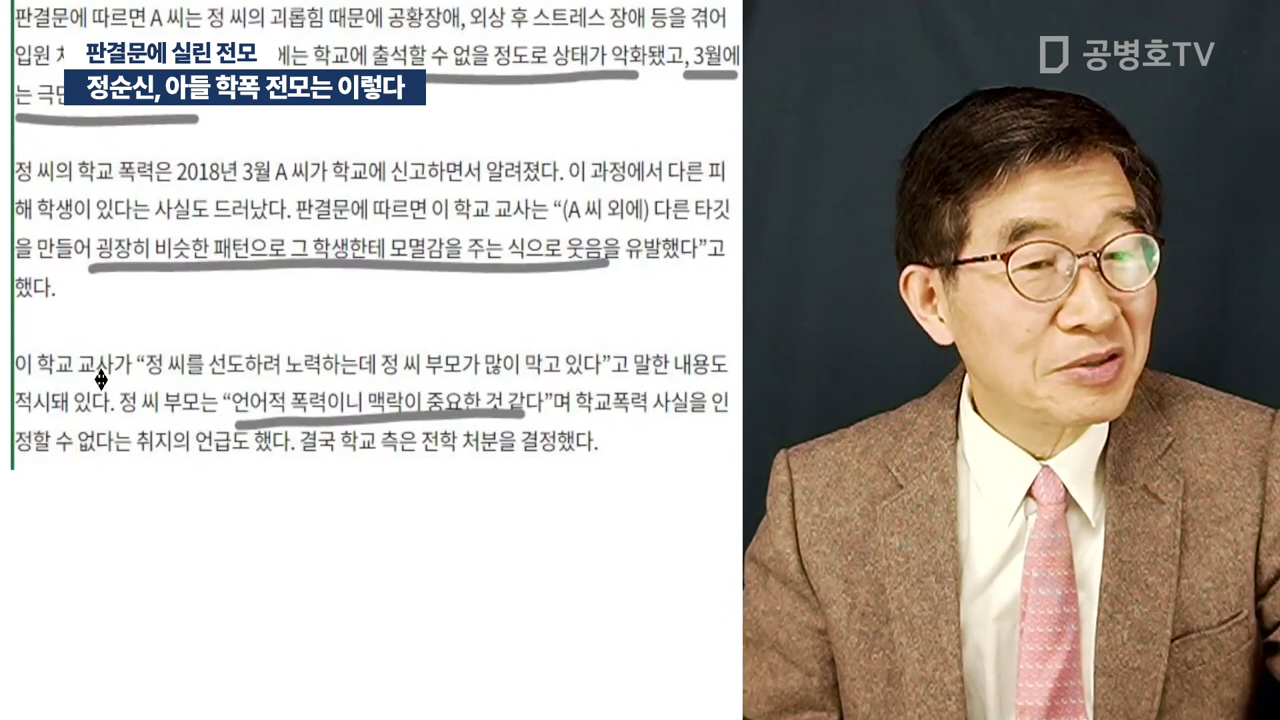 판결문에 따르면 A 씨는 정 씨의 괴롭힘 때문에 공황장애, 외상 후 스트레스 장애 등을 겪어
입원
에는 학교에 출석할 수 없을 정도로 상태가 악화됐고, 3월에
는
판결문에 실린 전모
정순신, 아들 학폭 전모는 이렇다
공병호TV
정 씨의 학교 폭력은 2018년 3월 A 씨가 학교에 신고하면서 알려졌다. 이 과정에서 다른 피
해 학생이 있다는 사실도 드러났다. 판결문에 따르면 이 학교 교사는 “(A 씨 외에) 다른 타깃
을 만들어 굉장히 비슷한 패턴으로 그 학생한테 모멸감을 주는 식으로 웃음을 유발했다”고
했다.
이 학교 교사가 “정 씨를 선도하려 노력하는데 정 씨 부모가 많이 막고 있다”고 말한 내용도
적시돼 있다. 정 씨 부모는 “언어적 폭력이니 맥락이 중요한 것 같다”며 학교폭력 사실을 인
정할 수 없다는 취지의 언급도 했다. 결국 학교 측은 전학 처분을 결정했다.